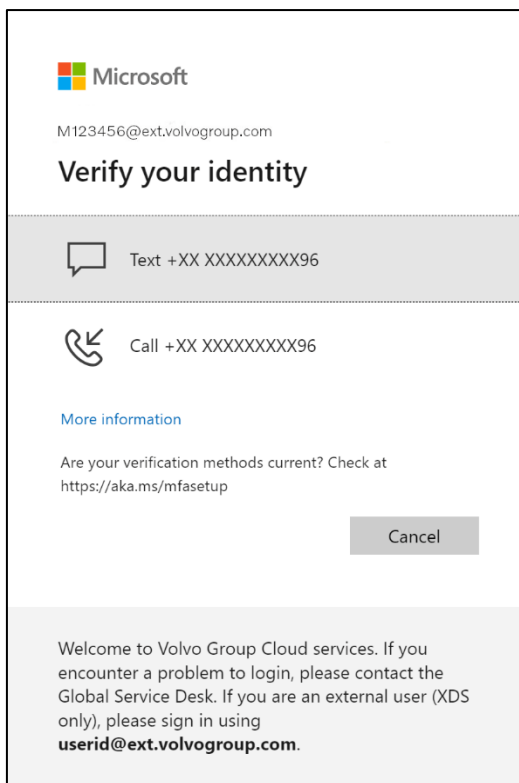 Microsoft
M123456@ext.volvogroup.com
Verify your identity
Text +XX XXXXXXXXX96
Call +XX XXXXXXXXX96
More information
Are your verification methods current? Check at
https://aka.ms/mfasetup
Cancel
Welcome to Volvo Group Cloud services. If you
encounter a problem to login, please contact the
Global Service Desk. If you are an external user (XDS
only), please sign in using
userid@ext.volvogroup.com.